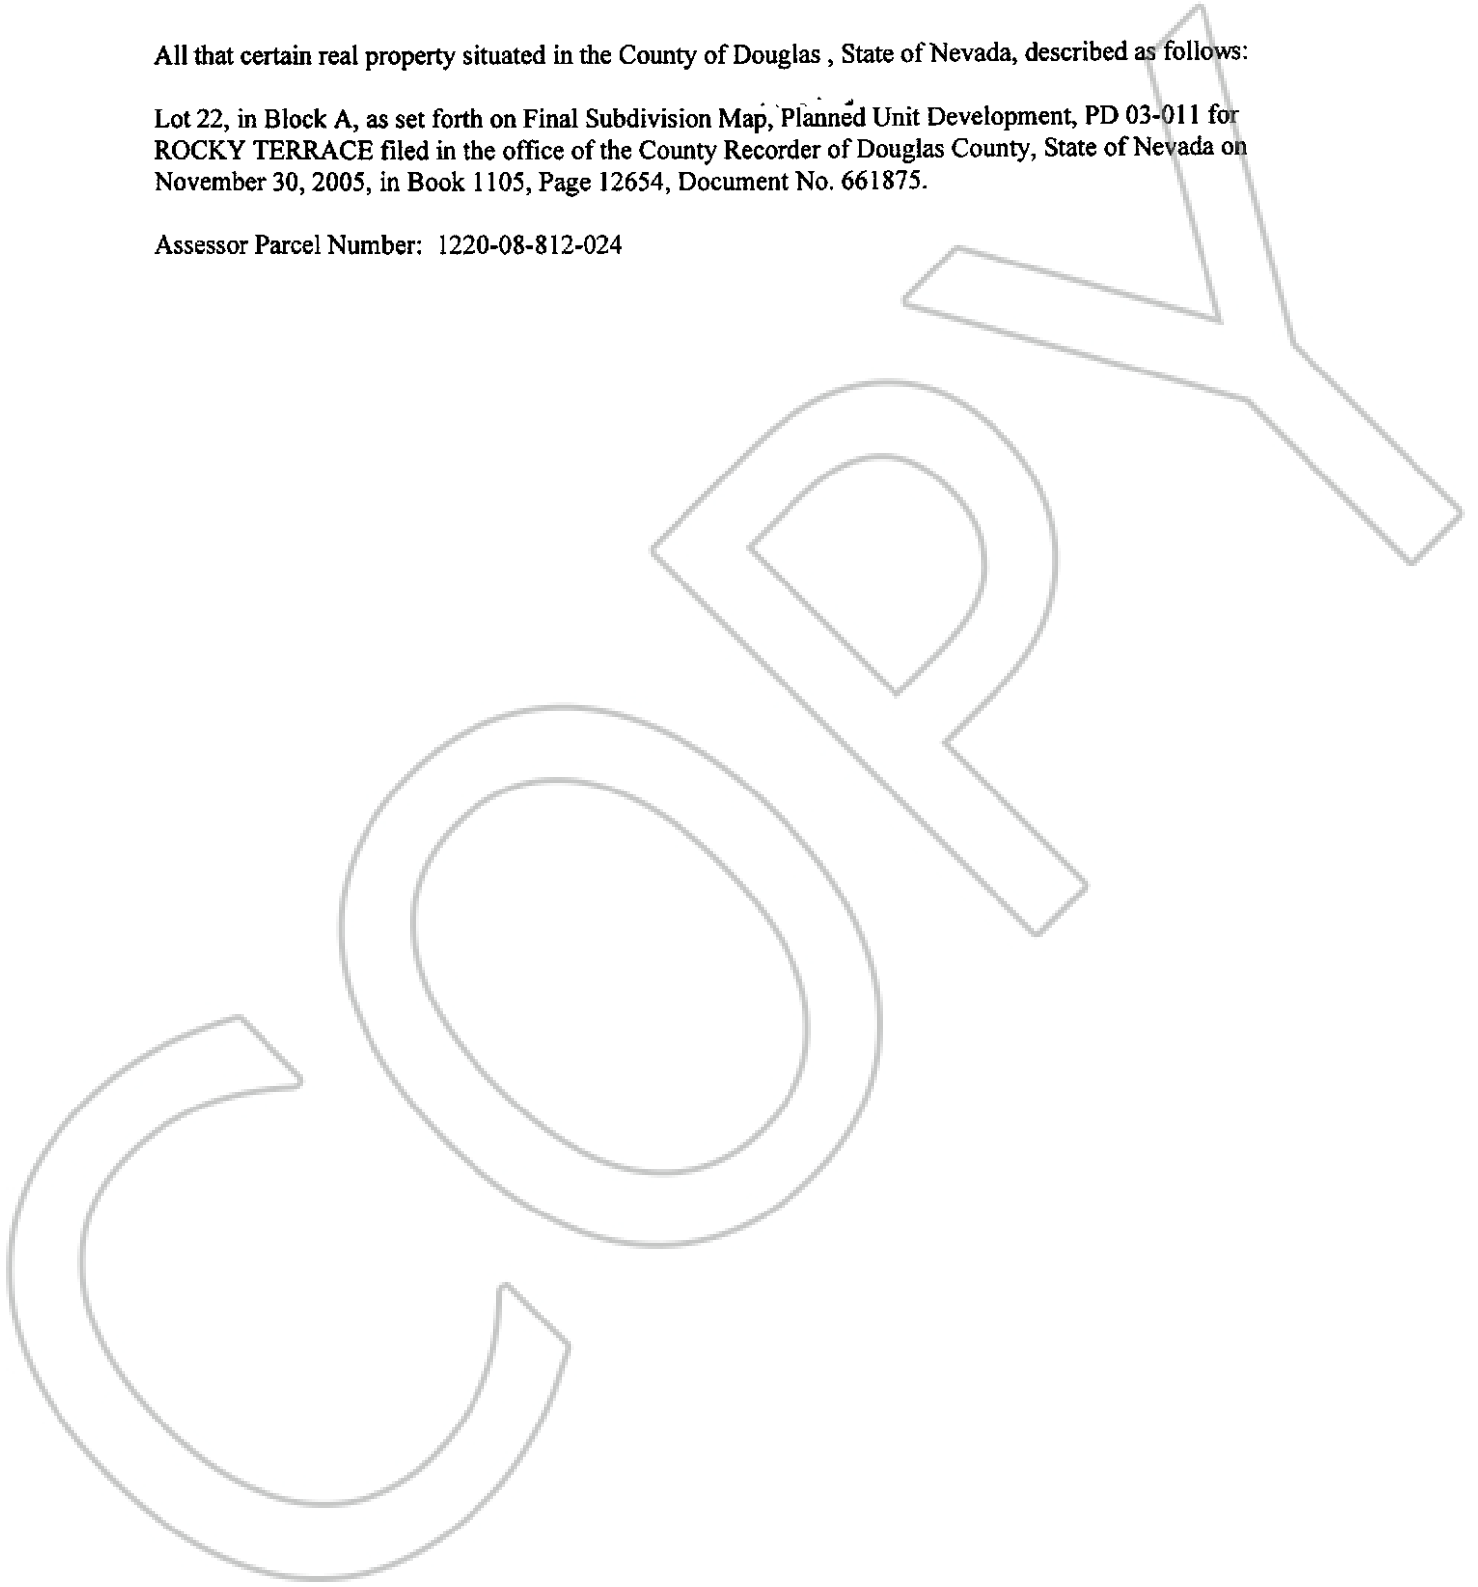 All that certain real property situated in the County of Douglas , State of Nevada, described as follows:
Lot 22, in Block A, as set forth on Final Subdivision Map, Planned Unit Development, PD 03-011 for
ROCKY TERRACE filed in the office of the County Recorder of Douglas County, State of Nevada on
November 30, 2005, in Book 1105, Page 12654, Document No. 661875.
Assessor Parcel Number: 1220-08-812-024
COPY